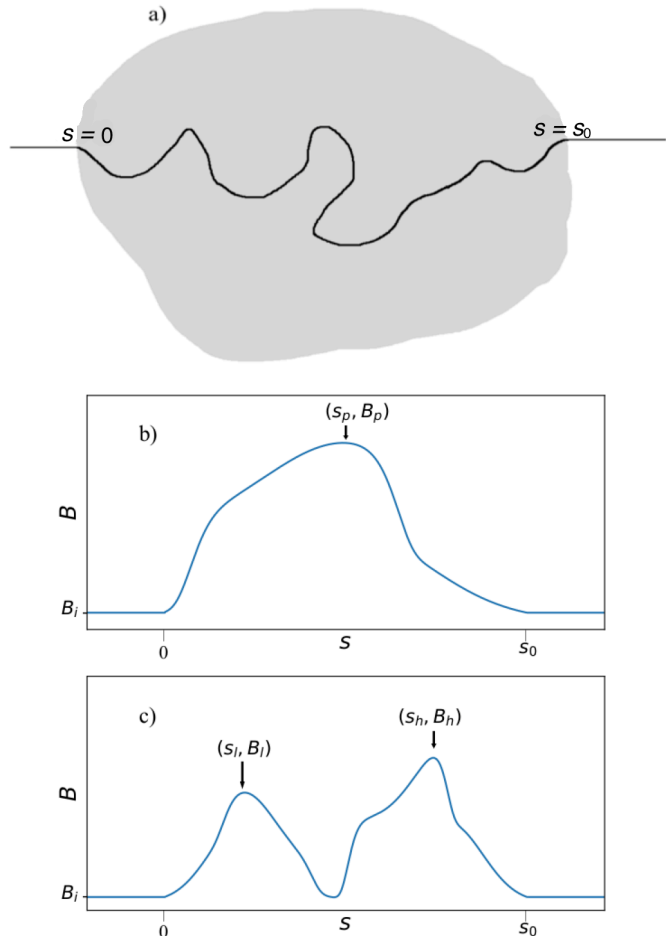 a)
s = 0
s = s₀
b)
(sₚ, Bₚ)
B
Bᵢ
0
s
s₀
c)
(sₕ, Bₕ)
(sₗ, Bₗ)
B
Bᵢ
0
s
s₀